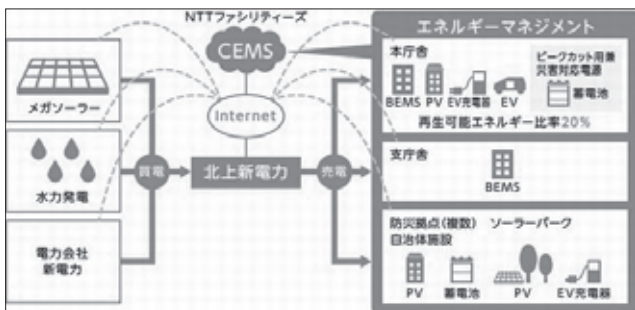 NTTファシリティーズ
CEMS
Internet
メガソーラー
水力発電
電力会社
新電力
買電
北上新電力
売電
エネルギーマネジメント
本庁舎
BEMS PV EV充電器 EV
ピークカット用兼
災害対応電源
蓄電池
再生可能エネルギー比率20%
支庁舎
BEMS
防災拠点(複数) ソーラーパーク
自治体施設
PV 蓄電池 PV EV充電器